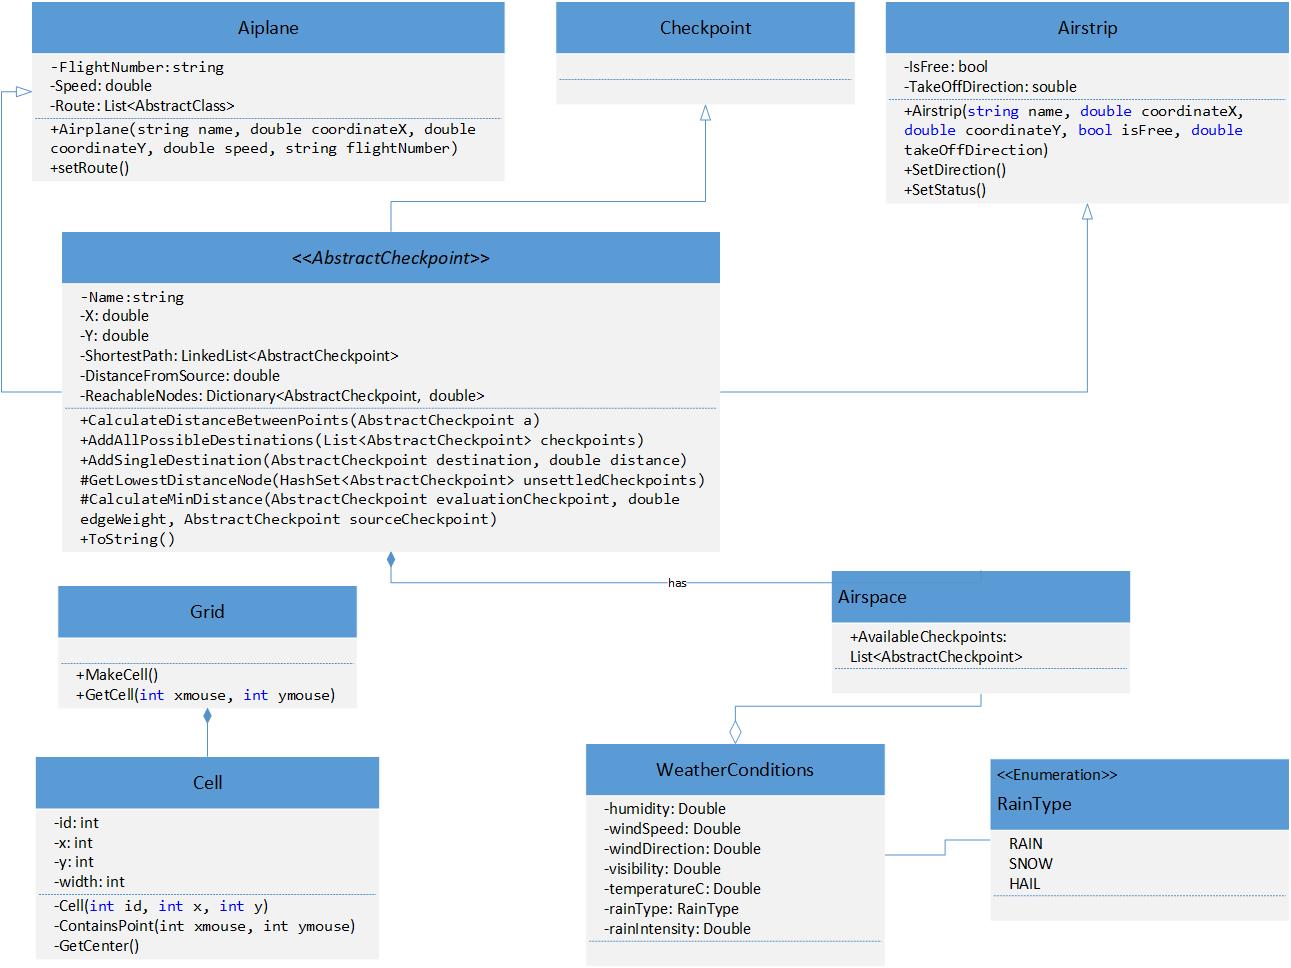 Aiplane
-FlightNumber:string
-Speed: double
-Route: List<AbstractClass>
+Airplane(string name, double coordinateX, double
coordinateY, double speed, string flightNumber)
+setRoute()
Checkpoint
Airstrip
-IsFree: bool
-TakeOffDirection: souble
+Airstrip(string name, double coordinateX,
double coordinateY, bool isFree, double
takeOffDirection)
+SetDirection()
+SetStatus()
<<AbstractCheckpoint>>
-Name:string
-X: double
-Y: double
-ShortestPath: LinkedList<AbstractCheckpoint>
-DistanceFromSource: double
-ReachableNodes: Dictionary<AbstractCheckpoint, double>
+CalculateDistanceBetweenPoints(AbstractCheckpoint a)
+AddAllPossibleDestinations(List<AbstractCheckpoint> checkpoints)
+AddSingleDestination(AbstractCheckpoint destination, double distance)
#GetLowestDistanceNode(HashSet<AbstractCheckpoint> unsettledCheckpoints)
#CalculateMinDistance(AbstractCheckpoint evaluationCheckpoint, double
edgeWeight, AbstractCheckpoint sourceCheckpoint)
+ToString()
has
Grid
+MakeCell()
+GetCell(int xmouse, int ymouse)
Airspace
+AvailableCheckpoints:
List<AbstractCheckpoint>
Cell
-id: int
-x: int
-y: int
-width: int
-Cell(int id, int x, int y)
-ContainsPoint(int xmouse, int ymouse)
-GetCenter()
WeatherConditions
-humidity: Double
-windSpeed: Double
-windDirection: Double
-visibility: Double
-temperatureC: Double
-rainType: RainType
-rainIntensity: Double
<<Enumeration>>
RainType
RAIN
SNOW
HAIL